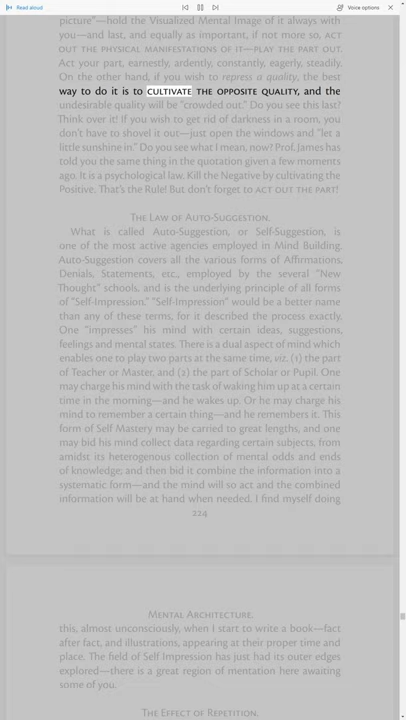 Read aloud
Voice options
picture"—hold the Visualized Mental Image of it always with
you—and last, and equally as important, if not more so, ACT
OUT THE PHYSICAL MANIFESTATIONS OF IT—PLAY THE PART OUT.
Act your part, earnestly, ardently, constantly, eagerly, steadily.
On the other hand, if you wish to repress a quality, the best
way to do it is to CULTIVATE THE OPPOSITE QUALITY, and the
undesirable quality will be "crowded out." Do you see this last?
Think over it! If you wish to get rid of darkness in a room, you
don't have to shovel it out—just open the windows and "let a
little sunshine in." Do you see what I mean, now? Prof. James has
told you the same thing in the quotation given a few moments
ago. It is a psychological law. Kill the Negative by cultivating the
Positive. That's the Rule! But don't forget to ACT OUT THE PART!
THE LAW OF AUTO-SUGGESTION.
What is called Auto-Suggestion, or Self-Suggestion, is
one of the most active agencies employed in Mind Building.
Auto-Suggestion covers all the various forms of Affirmations,
Denials, Statements, etc., employed by the several "New
Thought" schools, and is the underlying principle of all forms
of "Self-Impression." "Self-Impression" would be a better name
than any of these terms, for it described the process exactly.
One "impresses" his mind with certain ideas, suggestions,
feelings and mental states. There is a dual aspect of mind which
enables one to play two parts at the same time, viz. (1) the part
of Teacher or Master, and (2) the part of Scholar or Pupil. One
may charge his mind with the task of waking him up at a certain
time in the morning—and he wakes up. Or he may charge his
mind to remember a certain thing—and he remembers it. This
form of Self Mastery may be carried to great lengths, and one
may bid his mind collect data regarding certain subjects, from
amidst its heterogenous collection of mental odds and ends
of knowledge; and then bid it combine the information into a
systematic form—and the mind will so act and the combined
information will be at hand when needed. I find myself doing
224
MENTAL ARCHITECTURE.
this, almost unconsciously, when I start to write a book—fact
after fact, and illustrations, appearing at their proper time and
place. The field of Self Impression has just had its outer edges
explored—there is a great region of mentation here awaiting
some of you.
THE EFFECT OF REPETITION.